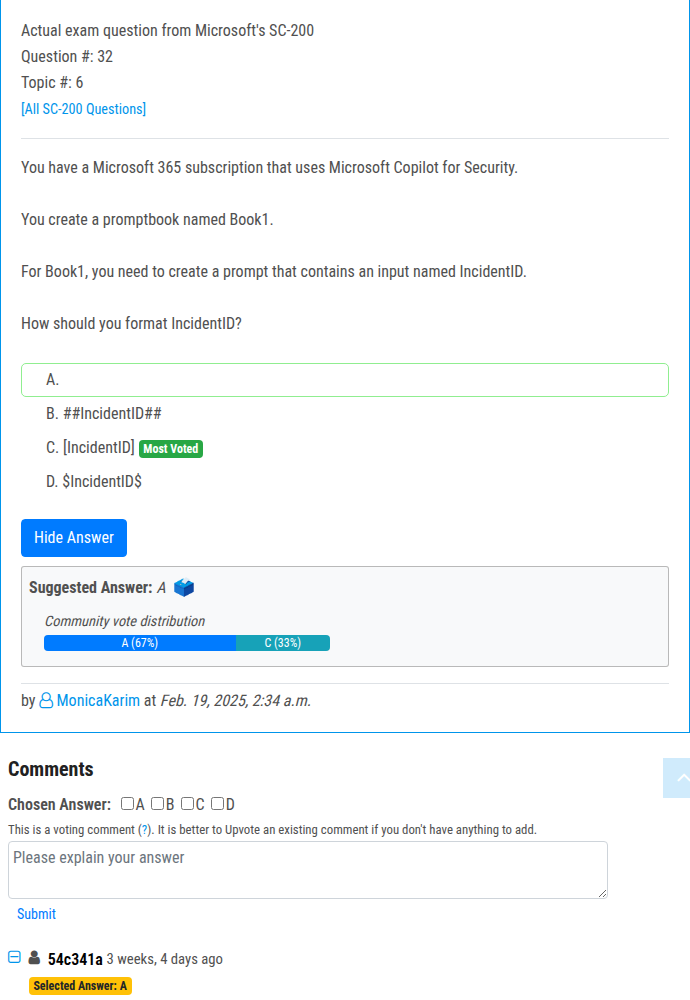 Actual exam question from Microsoft's SC-200
Question #: 32
Topic #: 6
[All SC-200 Questions]
You have a Microsoft 365 subscription that uses Microsoft Copilot for Security.
You create a promptbook named Book1.
For Book1, you need to create a prompt that contains an input named IncidentID.
How should you format IncidentID?
A.
B. ##IncidentID##
C. [IncidentID] Most Voted
D. $IncidentID$
Hide Answer
Suggested Answer: A
Community vote distribution
A (67%) C (33%)
by MonicaKarim at Feb. 19, 2025, 2:34 a.m.
Comments
Chosen Answer: A B C D
This is a voting comment (?). It is better to Upvote an existing comment if you don't have anything to add.
Please explain your answer
Submit
54c341a 3 weeks, 4 days ago
Selected Answer: A